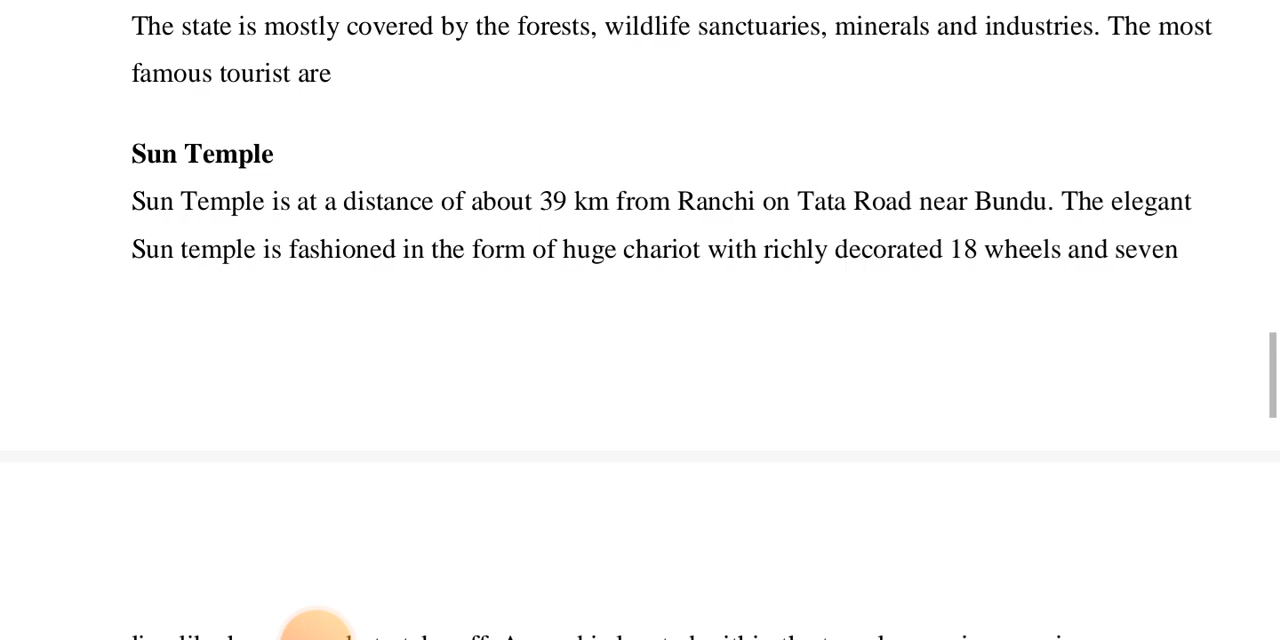 The state is mostly covered by the forests, wildlife sanctuaries, minerals and industries. The most
famous tourist are
Sun Temple
Sun Temple is at a distance of about 39 km from Ranchi on Tata Road near Bundu. The elegant
Sun temple is fashioned in the form of huge chariot with richly decorated 18 wheels and seven